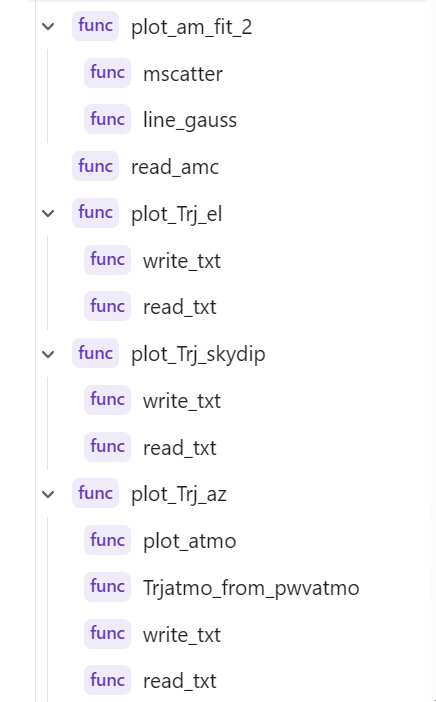 func plot_am_fit_2
func mscatter
func line_gauss
func read_amc
func plot_Trj_el
func write_txt
func read_txt
func plot_Trj_skydip
func write_txt
func read_txt
func plot_Trj_az
func plot_atmo
func Trjatmo_from_pwvatmo
func write_txt
func read_txt